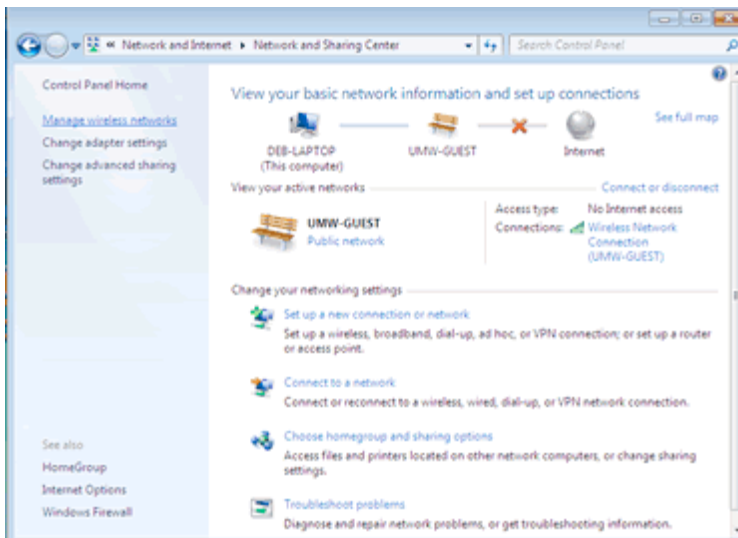 « Network and Internet ▸ Network and Sharing Center
Search Control Panel
Control Panel Home
Manage wireless networks
Change adapter settings
Change advanced sharing
settings
View your basic network information and set up connections
See full map
DEB-LAPTOP
(This computer)
UMW-GUEST
Internet
View your active networks
Connect or disconnect
UMW-GUEST
Public network
Access type: No Internet access
Connections: Wireless Network
Connection
(UMW-GUEST)
Change your networking settings
Set up a new connection or network
Set up a wireless, broadband, dial-up, ad hoc, or VPN connection; or set up a router
or access point.
Connect to a network
Connect or reconnect to a wireless, wired, dial-up, or VPN network connection.
Choose homegroup and sharing options
Access files and printers located on other network computers, or change sharing
settings.
Troubleshoot problems
Diagnose and repair network problems, or get troubleshooting information.
See also
HomeGroup
Internet Options
Windows Firewall